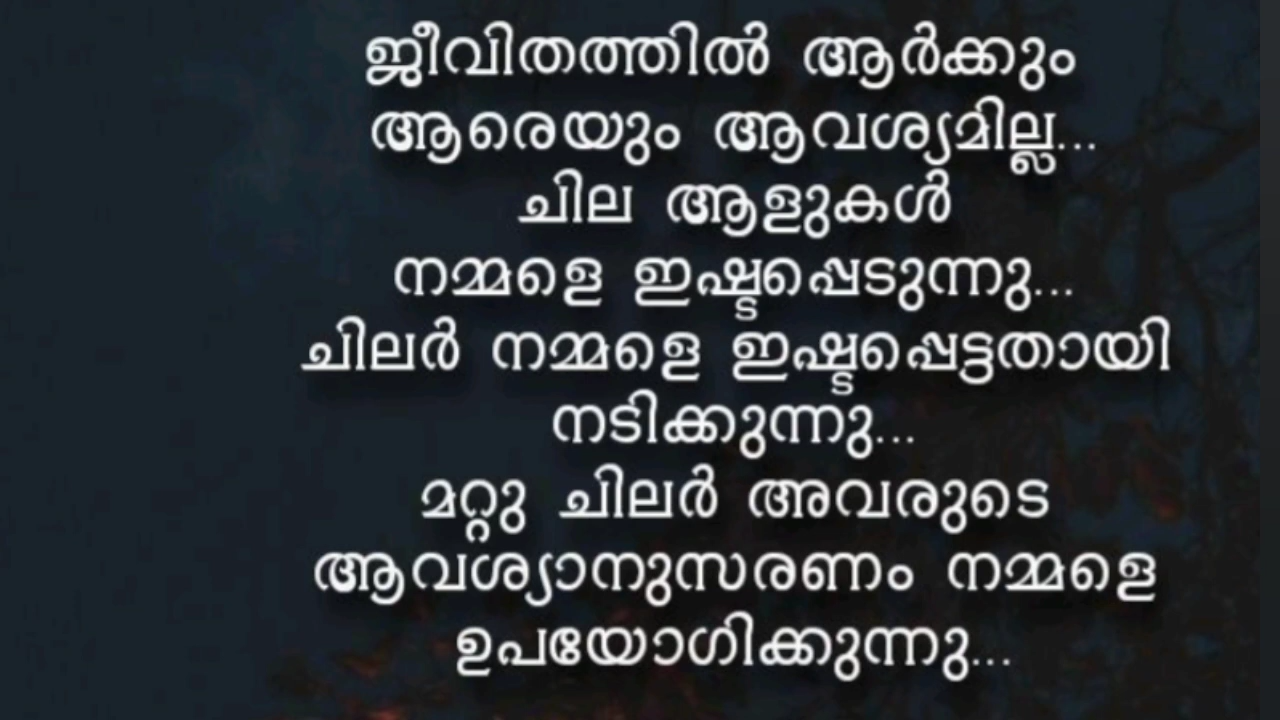 ജീവിതത്തിൽ ആർക്കും
ആരെയും ആവശ്യമില്ല...
ചില ആളുകൾ
നമ്മളെ ഇഷ്ടപ്പെടുന്നു...
ചിലർ നമ്മളെ ഇഷ്ടപ്പെട്ടതായി
നടിക്കുന്നു...
മറ്റു ചിലർ അവരുടെ
ആവശ്യാനുസരണം നമ്മളെ
ഉപയോഗിക്കുന്നു...